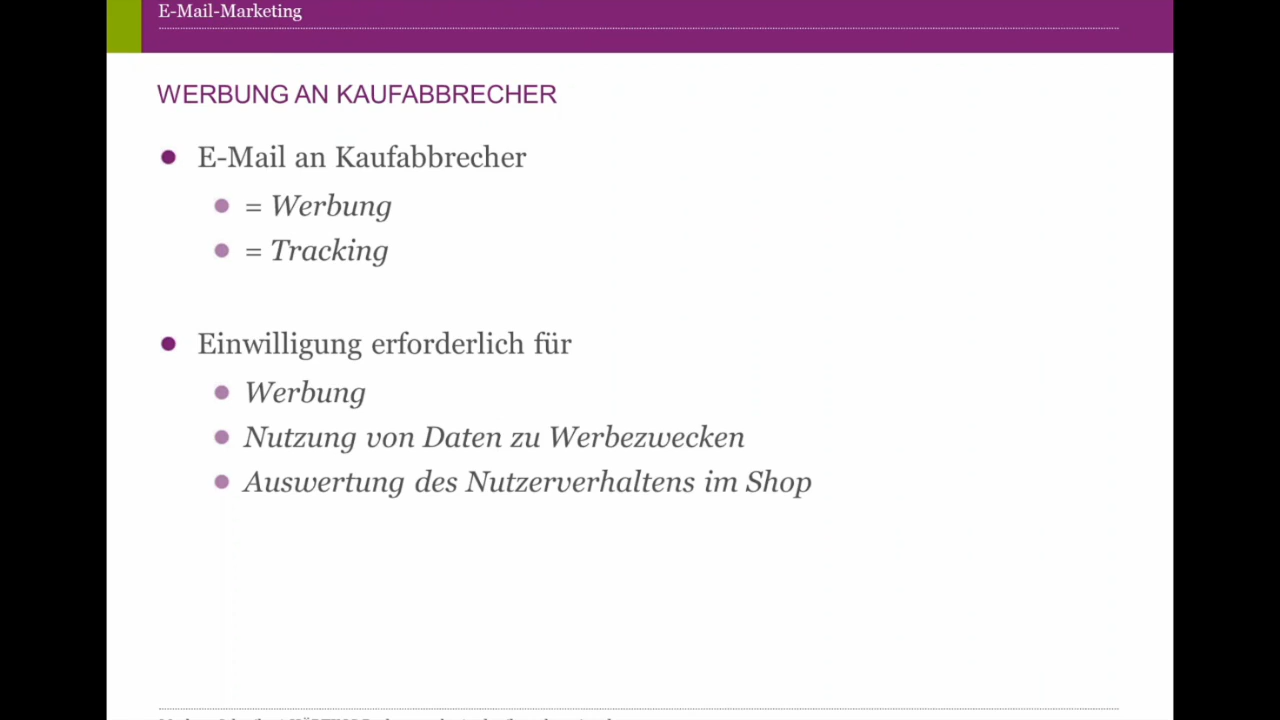 E-Mail-Marketing
WERBUNG AN KAUFABBRECHER
E-Mail an Kaufabbrecher
= Werbung
= Tracking
Einwilligung erforderlich für
Werbung
Nutzung von Daten zu Werbezwecken
Auswertung des Nutzerverhaltens im Shop